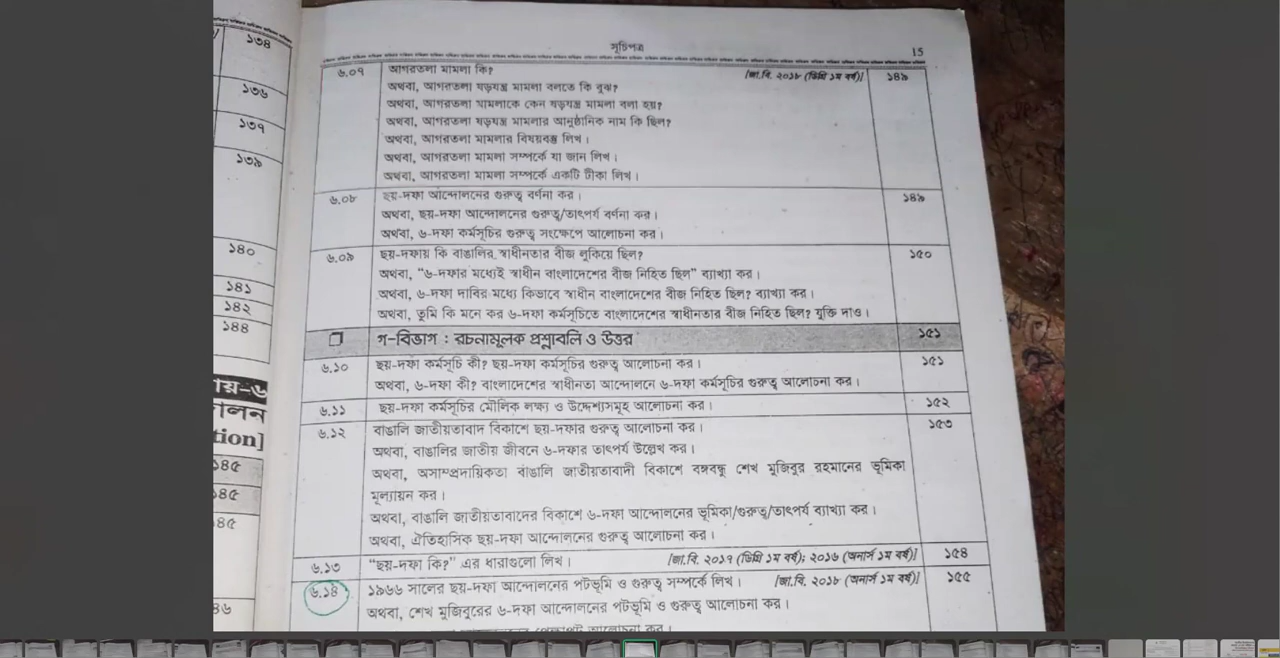 সূচিপত্র
15
৬.০৭ আগরতলা মামলা কি? [জা.বি. ২০১৮ (ডিগ্রি ১ম বর্ষ)] ১৪৯
অথবা, আগরতলা ষড়যন্ত্র মামলা বলতে কি বুঝ?
অথবা, আগরতলা মামলাকে কেন ষড়যন্ত্র মামলা বলা হয়?
অথবা, আগরতলা ষড়যন্ত্র মামলার আনুষ্ঠানিক নাম কি ছিল?
অথবা, আগরতলা মামলার বিষয়বস্তু লিখ।
অথবা, আগরতলা মামলা সম্পর্কে যা জান লিখ।
অথবা, আগরতলা মামলা সম্পর্কে একটি টীকা লিখ।
৬.০৮ ছয়-দফা আন্দোলনের গুরুত্ব বর্ণনা কর। ১৪৯
অথবা, ছয়-দফা আন্দোলনের গুরুত্ব/তাৎপর্য বর্ণনা কর।
অথবা, ৬-দফা কর্মসূচির গুরুত্ব সংক্ষেপে আলোচনা কর।
৬.০৯ ছয়-দফায় কি বাঙালির স্বাধীনতার বীজ লুকিয়ে ছিল? ১৫০
অথবা, “৬-দফার মধ্যেই স্বাধীন বাংলাদেশের বীজ নিহিত ছিল” ব্যাখ্যা কর।
অথবা, ৬-দফা দাবির মধ্যে কিভাবে স্বাধীন বাংলাদেশের বীজ নিহিত ছিল? ব্যাখ্যা কর।
অথবা, তুমি কি মনে কর ৬-দফা কর্মসূচিতে বাংলাদেশের স্বাধীনতার বীজ নিহিত ছিল? যুক্তি দাও।
গ-বিভাগ : রচনামূলক প্রশ্নাবলি ও উত্তর ১৫১
৬.১০ ছয়-দফা কর্মসূচি কী? ছয়-দফা কর্মসূচির গুরুত্ব আলোচনা কর। ১৫১
অথবা, ৬-দফা কী? বাংলাদেশের স্বাধীনতা আন্দোলনে ৬-দফা কর্মসূচির গুরুত্ব আলোচনা কর।
৬.১১ ছয়-দফা কর্মসূচির মৌলিক লক্ষ্য ও উদ্দেশ্যসমূহ আলোচনা কর। ১৫২
৬.১২ বাঙালি জাতীয়তাবাদ বিকাশে ছয়-দফার গুরুত্ব আলোচনা কর। ১৫৩
অথবা, বাঙালির জাতীয় জীবনে ৬-দফার তাৎপর্য উল্লেখ কর।
অথবা, অসাম্প্রদায়িকতা বাঙালি জাতীয়তাবাদী বিকাশে বঙ্গবন্ধু শেখ মুজিবুর রহমানের ভূমিকা
মূল্যায়ন কর।
অথবা, বাঙালি জাতীয়তাবাদের বিকাশে ৬-দফা আন্দোলনের ভূমিকা/গুরুত্ব/তাৎপর্য ব্যাখ্যা কর।
অথবা, ঐতিহাসিক ছয়-দফা আন্দোলনের গুরুত্ব আলোচনা কর।
৬.১৩ “ছয়-দফা কি?” এর ধারাগুলো লিখ। [জা.বি. ২০১৭ (ডিগ্রি ১ম বর্ষ); ২০১৬ (অনার্স ১ম বর্ষ)] ১৫৪
৬.১৪ ১৯৬৬ সালের ছয়-দফা আন্দোলনের পটভূমি ও গুরুত্ব সম্পর্কে লিখ। [জা.বি. ২০১৮ (অনার্স ১ম বর্ষ)] ১৫৫
অথবা, শেখ মুজিবুরের ৬-দফা আন্দোলনের পটভূমি ও গুরুত্ব আলোচনা কর।
১৩৪
১৩৬
১৩৭
১৩৯
১৪০
১৪১
১৪২
১৪৪
য়-৬
tion]
১৪৫
১৪৫